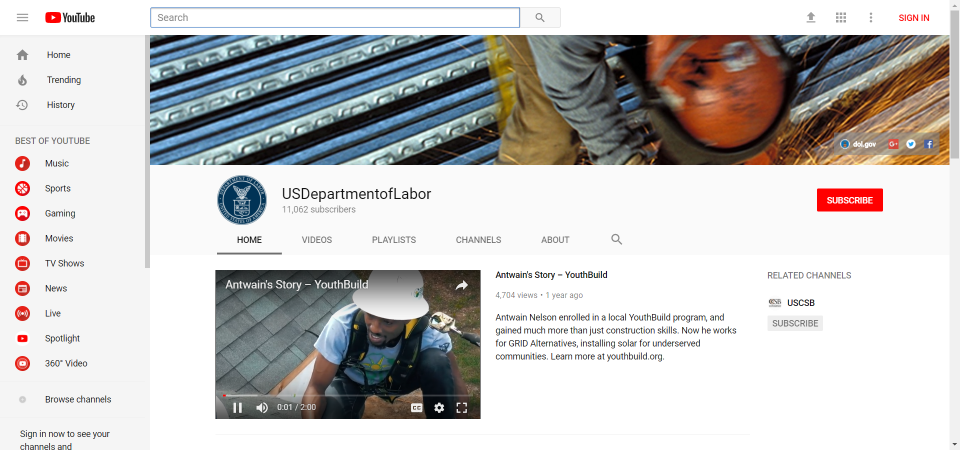 YouTube
Search
SIGN IN
Home
Trending
History
BEST OF YOUTUBE
Music
Sports
Gaming
Movies
TV Shows
News
Live
Spotlight
360° Video
Browse channels
Sign in now to see your
channels and
dol.gov
USDepartmentofLabor
11,062 subscribers
SUBSCRIBE
HOME
VIDEOS
PLAYLISTS
CHANNELS
ABOUT
Antwain's Story – YouthBuild
0:01 / 2:00
CC
Antwain's Story – YouthBuild
4,704 views • 1 year ago
Antwain Nelson enrolled in a local YouthBuild program, and
gained much more than just construction skills. Now he works
for GRID Alternatives, installing solar for underserved
communities. Learn more at youthbuild.org.
RELATED CHANNELS
USCSB
SUBSCRIBE